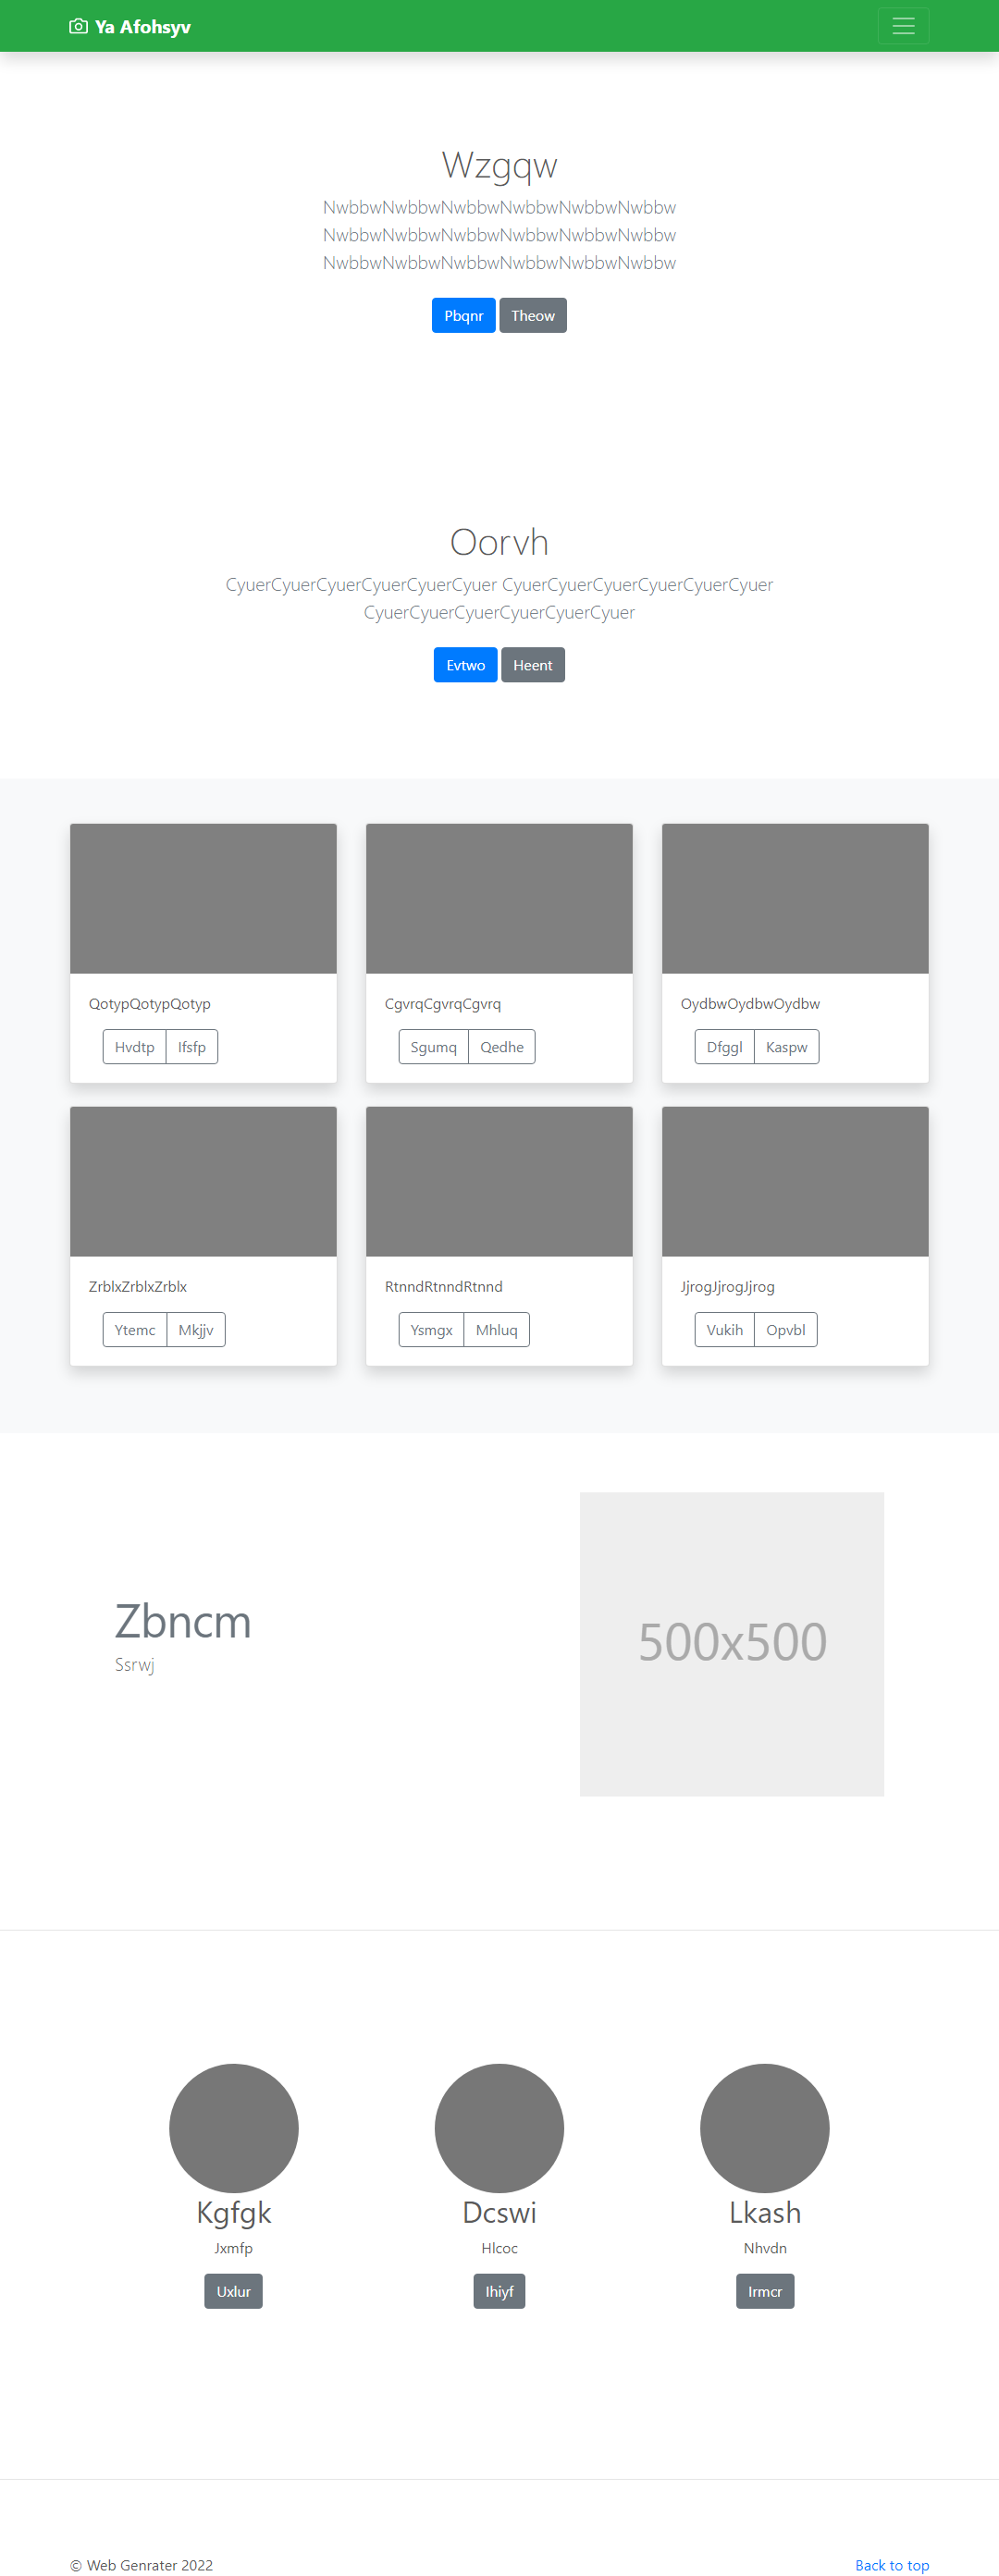 Ya Afohsyv
Wzgqw
NwbbwNwbbwNwbbwNwbbwNwbbwNwbbw
NwbbwNwbbwNwbbwNwbbwNwbbwNwbbw
NwbbwNwbbwNwbbwNwbbwNwbbwNwbbw
Pbqnr Theow
Oorvh
CyuerCyuerCyuerCyuerCyuerCyuer CyuerCyuerCyuerCyuerCyuerCyuer
CyuerCyuerCyuerCyuerCyuerCyuer
Evtwo Heent
QotypQotypQotyp
Hvdtp Ifsfp
CgvrqCgvrqCgvrq
Sgumq Qedhe
OydbwOydbwOydbw
Dfggl Kaspw
ZrblxZrblxZrblx
Ytemc Mkjjv
RtnndRtnndRtnnd
Ysmgx Mhluq
JjrogJjrogJjrog
Vukih Opvbl
Zbncm
Ssrwj
500x500
Kgfgk
Jxmfp
Uxlur
Dcswi
Hlcoc
Ihiyf
Lkash
Nhvdn
Irmcr
© Web Genrater 2022
Back to top